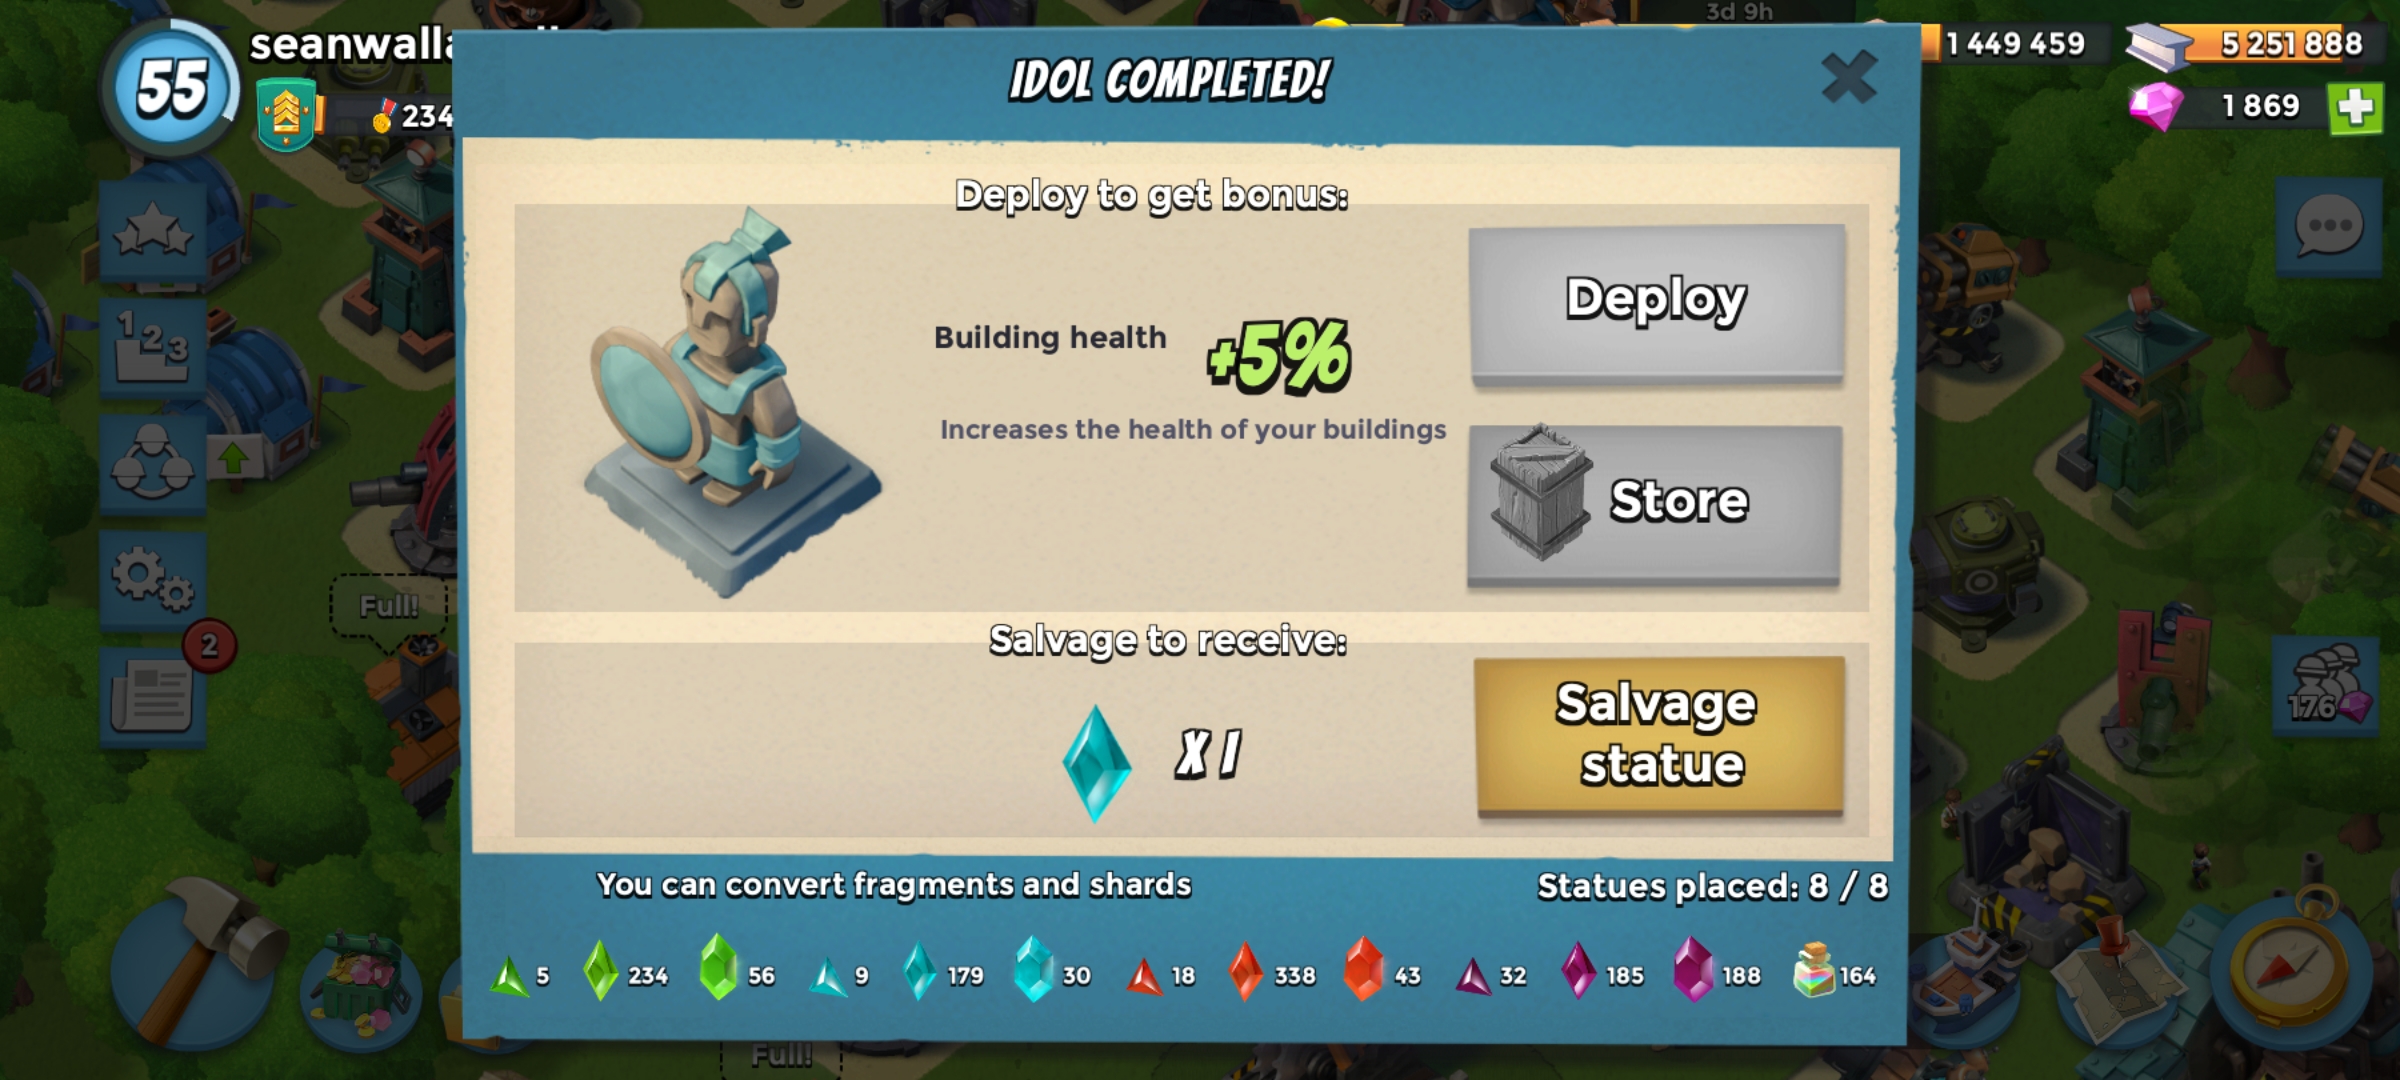 3d 9h
55
234
1 449 459
5 251 888
1 869
IDOL COMPLETED!
Deploy to get bonus:
Building health +5%
Increases the health of your buildings
Deploy
Store
1 2 3
Full!
2
Salvage to receive:
X 1
Salvage
statue
176
You can convert fragments and shards
Statues placed: 8 / 8
5 234 56 9 179 30 18 338 43 32 185 188 164
Full!